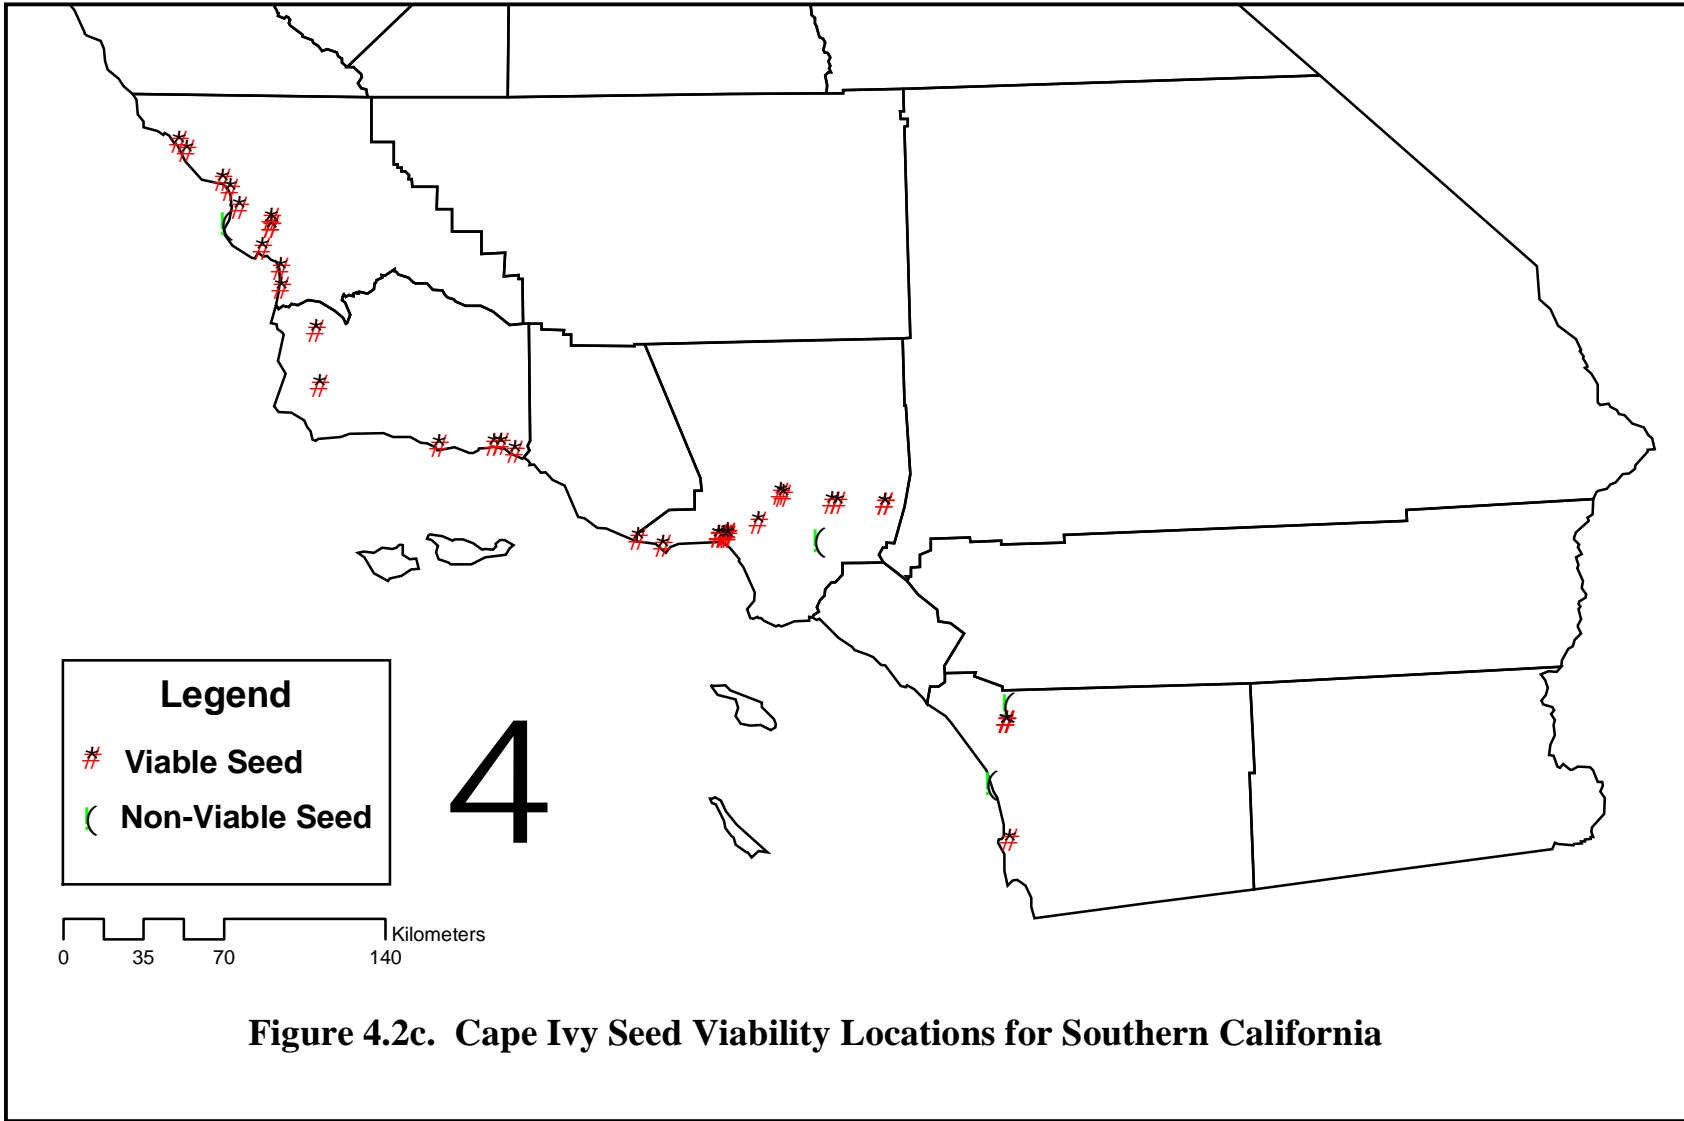 Legend
Viable Seed
Non-Viable Seed
4
Kilometers
0 35 70 140
Figure 4.2c. Cape Ivy Seed Viability Locations for Southern California